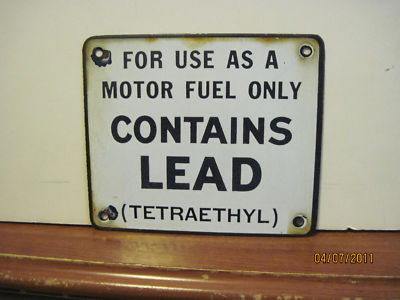 FOR USE AS A
MOTOR FUEL ONLY
CONTAINS
LEAD
(TETRAETHYL)
04/07/2011